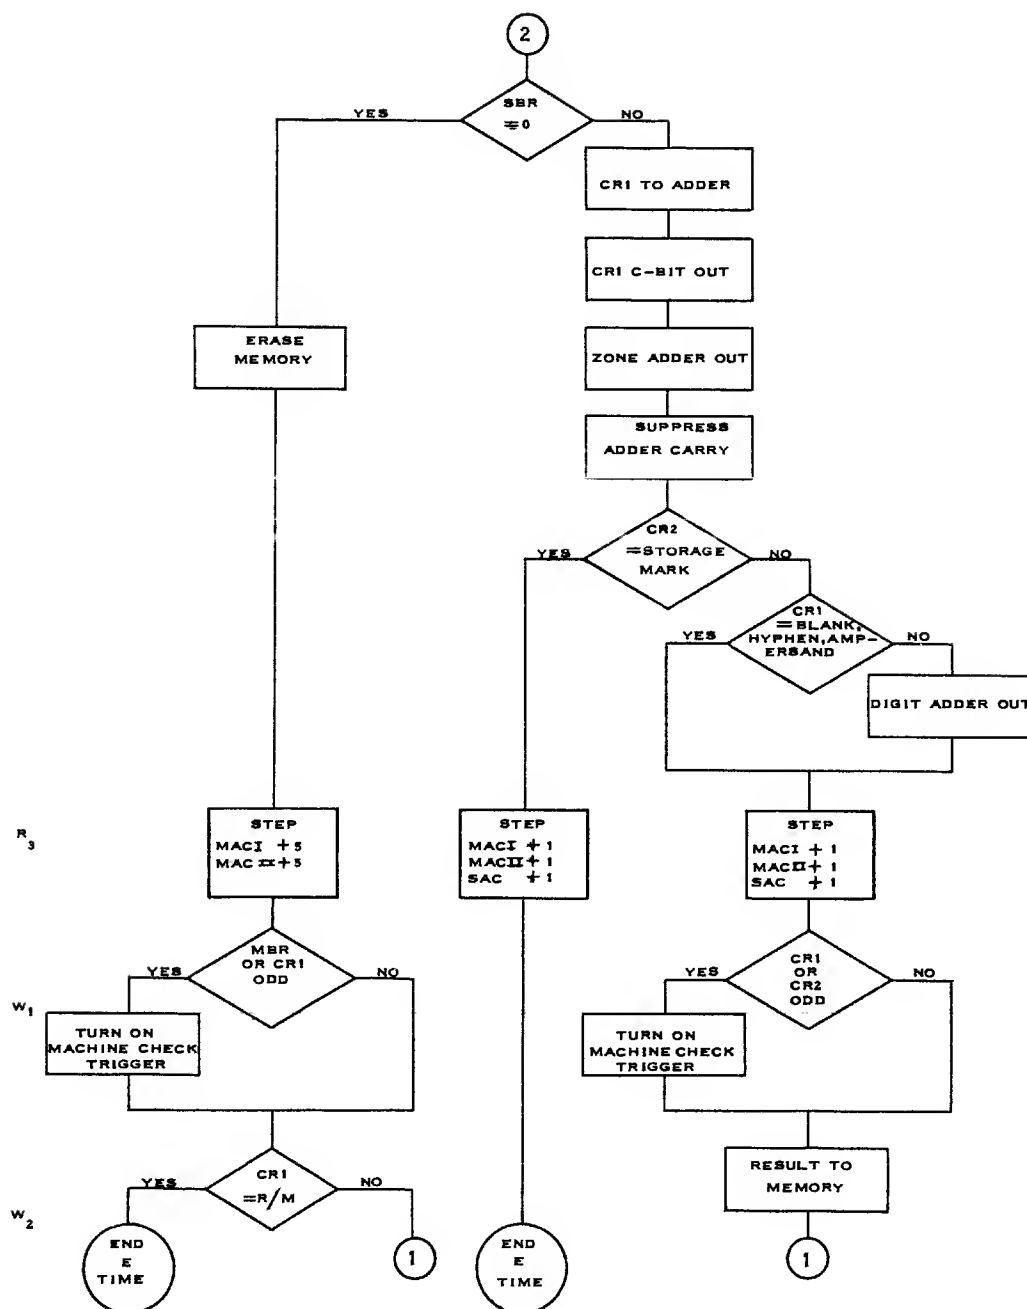 2
SBR
=0
YES
NO
CR1 TO ADDER
CR1 C-BIT OUT
ERASE
MEMORY
ZONE ADDER OUT
SUPPRESS
ADDER CARRY
CR2
=STORAGE
MARK
YES
NO
CR1
=BLANK,
HYPHEN,AMP-
ERSAND
YES
NO
DIGIT ADDER OUT
R3
STEP
MACI +5
MACII+5
STEP
MACI +1
MACII+1
SAC +1
STEP
MACI +1
MACII+1
SAC +1
MBR
OR CR1
ODD
YES
NO
CR1
OR
CR2
ODD
YES
NO
W1
TURN ON
MACHINE CHECK
TRIGGER
TURN ON
MACHINE CHECK
TRIGGER
CR1
=R/M
YES
NO
RESULT TO
MEMORY
W2
END
E
TIME
1
END
E
TIME
1